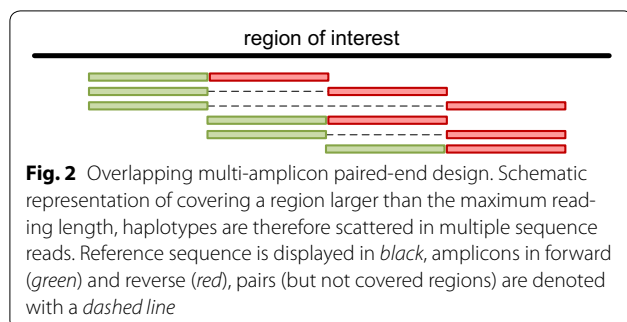 region of interest
Fig. 2 Overlapping multi-amplicon paired-end design. Schematic
representation of covering a region larger than the maximum read-
ing length, haplotypes are therefore scattered in multiple sequence
reads. Reference sequence is displayed in black, amplicons in forward
(green) and reverse (red), pairs (but not covered regions) are denoted
with a dashed line